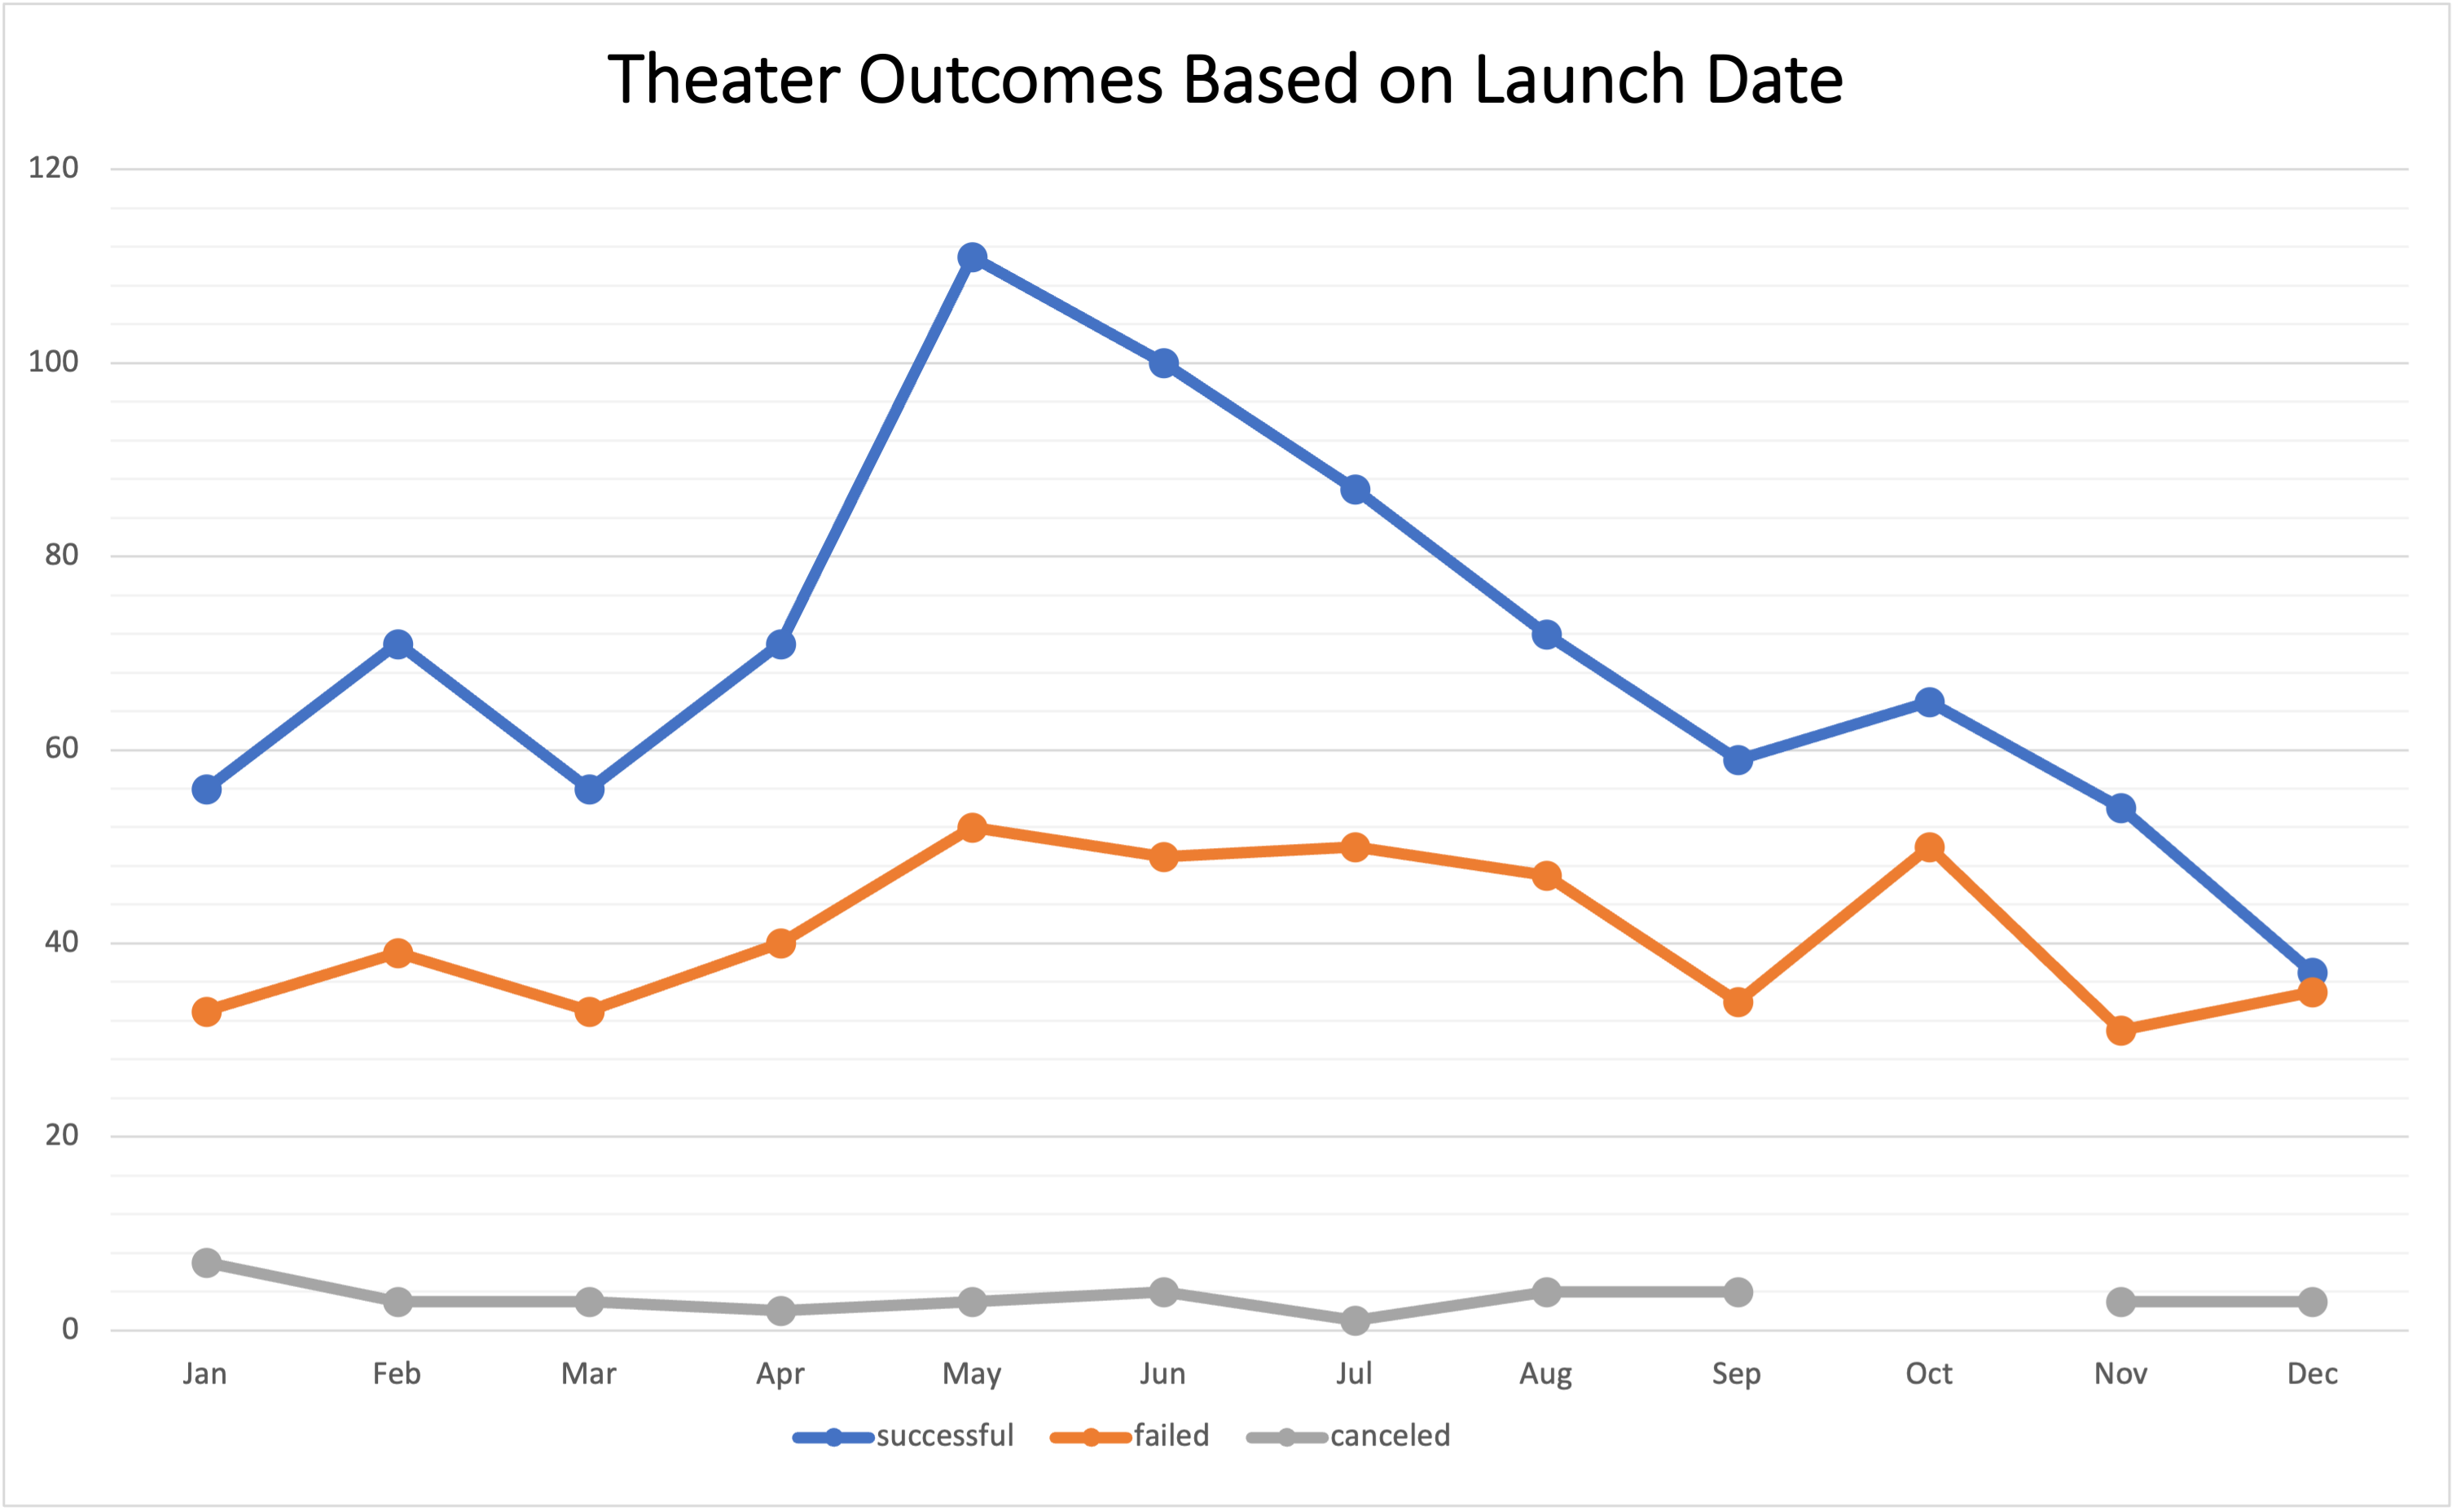 Theater Outcomes Based on Launch Date
120
100
80
60
40
20
0
Jan Feb Mar Apr May Jun Jul Aug Sep Oct Nov Dec
successful failed canceled